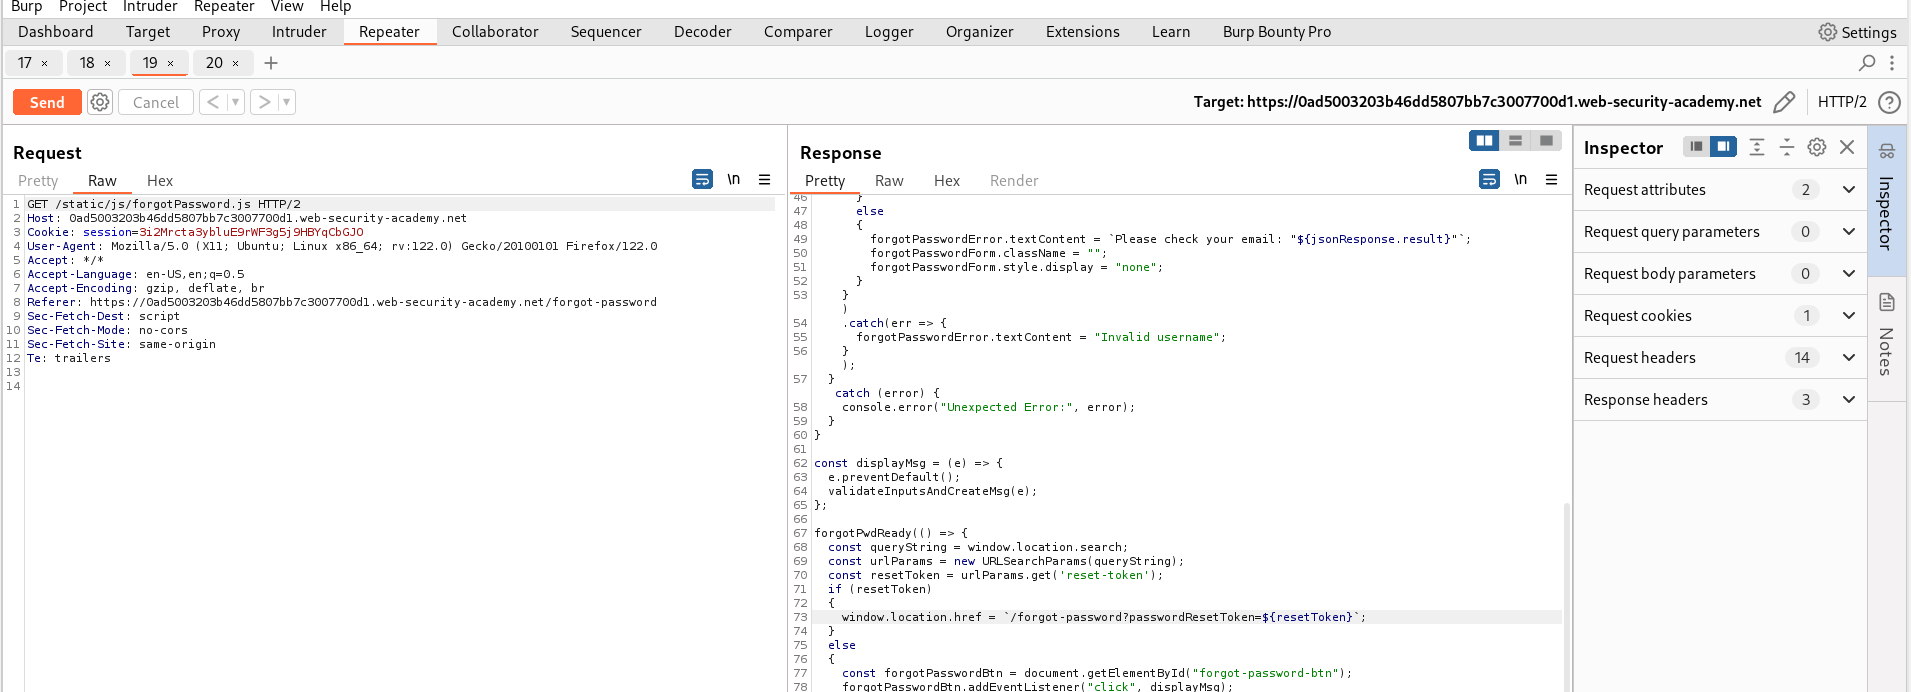 Burp Project Intruder Repeater View Help
Dashboard Target Proxy Intruder Repeater Collaborator Sequencer Decoder Comparer Logger Organizer Extensions Learn Burp Bounty Pro Settings
17 × 18 × 19 × 20 × +
Send Cancel < > Target: https://0ad5003203b46dd5807bb7c3007700d1.web-security-academy.net HTTP/2 ?
Request
Pretty Raw Hex \n
1 GET /static/js/forgotPassword.js HTTP/2
2 Host: 0ad5003203b46dd5807bb7c3007700d1.web-security-academy.net
3 Cookie: session=3i2Mrcta3ybluE9rWF3g5j9HBYqCbGJO
4 User-Agent: Mozilla/5.0 (X11; Ubuntu; Linux x86_64; rv:122.0) Gecko/20100101 Firefox/122.0
5 Accept: */*
6 Accept-Language: en-US,en;q=0.5
7 Accept-Encoding: gzip, deflate, br
8 Referer: https://0ad5003203b46dd5807bb7c3007700d1.web-security-academy.net/forgot-password
9 Sec-Fetch-Dest: script
10 Sec-Fetch-Mode: no-cors
11 Sec-Fetch-Site: same-origin
12 Te: trailers
13
14
Response
Pretty Raw Hex Render \n
46 }
47 else
48 {
49 forgotPasswordError.textContent = `Please check your email: "${jsonResponse.result}"`;
50 forgotPasswordForm.className = "";
51 forgotPasswordForm.style.display = "none";
52 }
53 }
)
54 .catch(err => {
55 forgotPasswordError.textContent = "Invalid username";
56 }
);
57 }
catch (error) {
58 console.error("Unexpected Error:", error);
59 }
60 }
61
62 const displayMsg = (e) => {
63 e.preventDefault();
64 validateInputsAndCreateMsg(e);
65 };
66
67 forgotPwdReady(() => {
68 const queryString = window.location.search;
69 const urlParams = new URLSearchParams(queryString);
70 const resetToken = urlParams.get('reset-token');
71 if (resetToken)
72 {
73 window.location.href = `/forgot-password?passwordResetToken=${resetToken}`;
74 }
75 else
76 {
77 const forgotPasswordBtn = document.getElementById("forgot-password-btn");
78 forgotPasswordBtn.addEventListener("click", displayMsg);
Inspector
Request attributes 2
Request query parameters 0
Request body parameters 0
Request cookies 1
Request headers 14
Response headers 3
Inspector
Notes